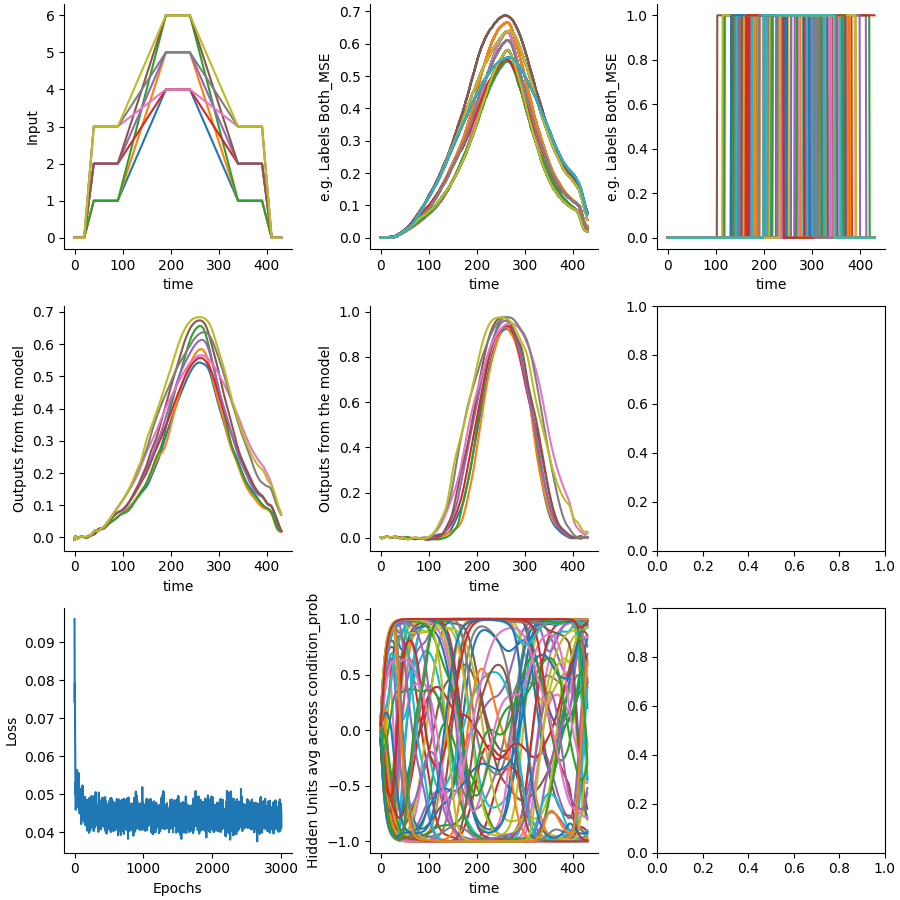 Input
6
5
4
3
2
1
0
0 100 200 300 400
time
e.g. Labels Both_MSE
0.7
0.6
0.5
0.4
0.3
0.2
0.1
0.0
0 100 200 300 400
time
e.g. Labels Both_MSE
1.0
0.8
0.6
0.4
0.2
0.0
0 100 200 300 400
time
Outputs from the model
0.7
0.6
0.5
0.4
0.3
0.2
0.1
0.0
0 100 200 300 400
time
Outputs from the model
1.0
0.8
0.6
0.4
0.2
0.0
0 100 200 300 400
time
1.0
0.8
0.6
0.4
0.2
0.0
0.0 0.2 0.4 0.6 0.8 1.0
Loss
0.09
0.08
0.07
0.06
0.05
0.04
0 1000 2000 3000
Epochs
Hidden Units avg across condition_prob
1.0
0.5
0.0
−0.5
−1.0
0 100 200 300 400
time
1.0
0.8
0.6
0.4
0.2
0.0
0.0 0.2 0.4 0.6 0.8 1.0